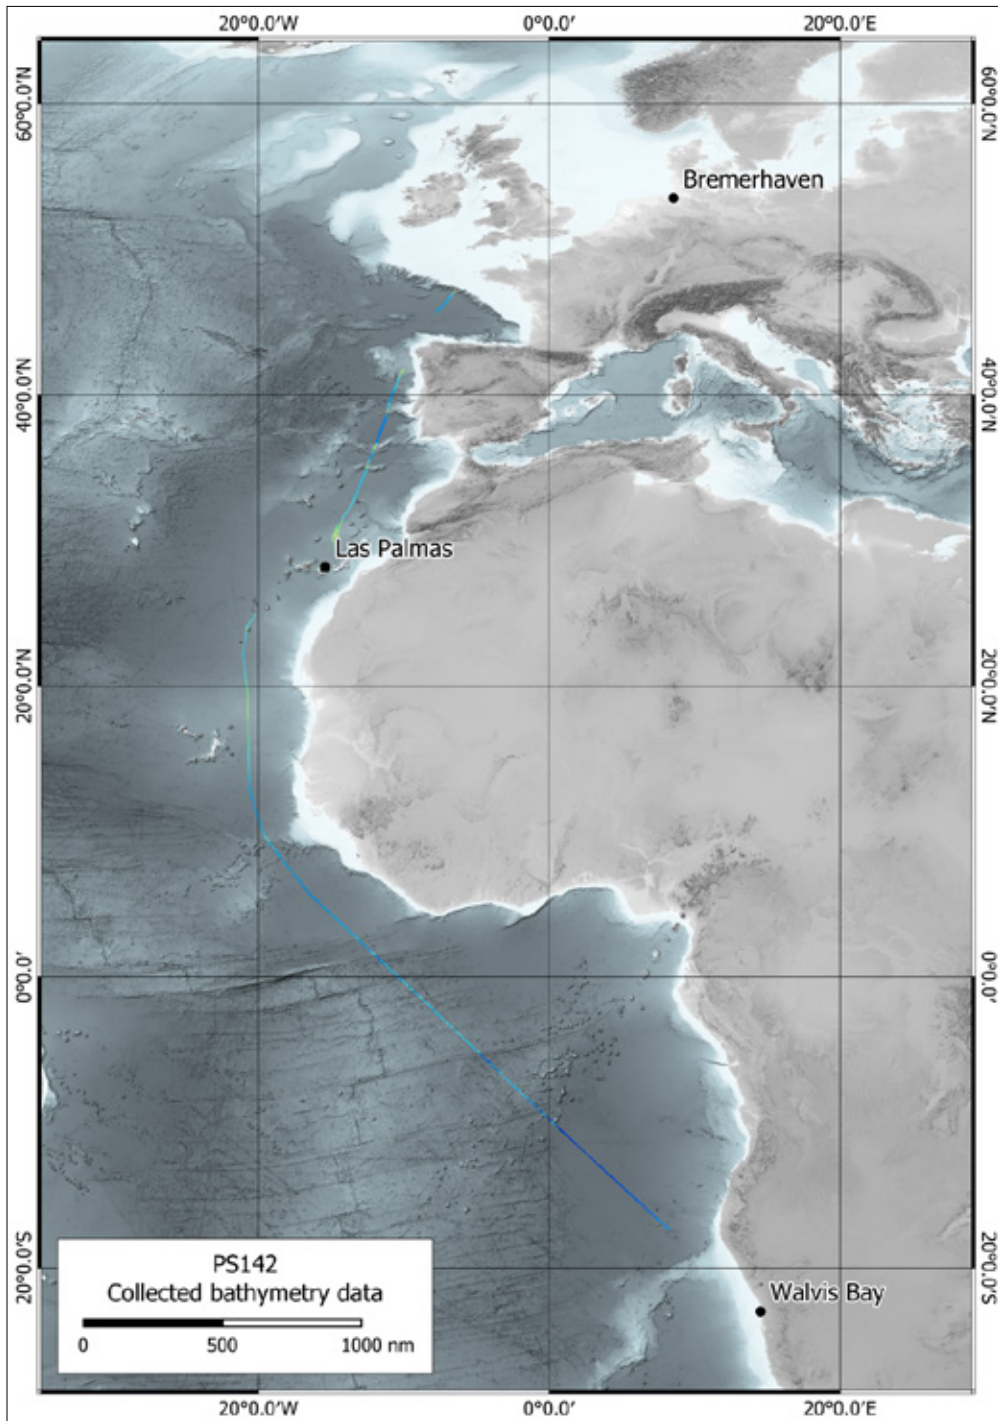 20°0.0'W 0°0.0' 20°0.0'E
60°0.0'N 60°0.0'N
Bremerhaven
40°0.0'N 40°0.0'N
Las Palmas
20°0.0'N 20°0.0'N
0°0.0' 0°0.0'
20°0.0'S 20°0.0'S
PS142
Collected bathymetry data
0 500 1000 nm
Walvis Bay
20°0.0'W 0°0.0' 20°0.0'E